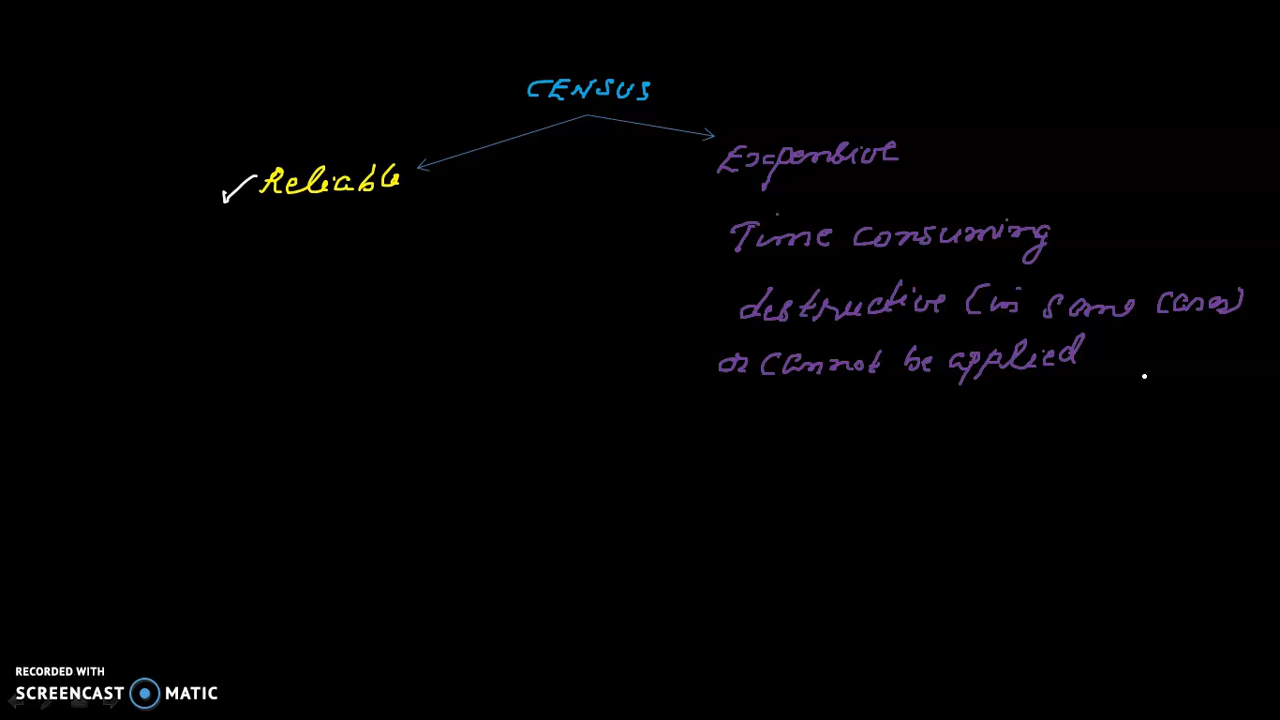 CENSUS
Reliable
Expensive
Time consuming
destructive (in some cases)
or cannot be applied
RECORDED WITH
SCREENCAST MATIC